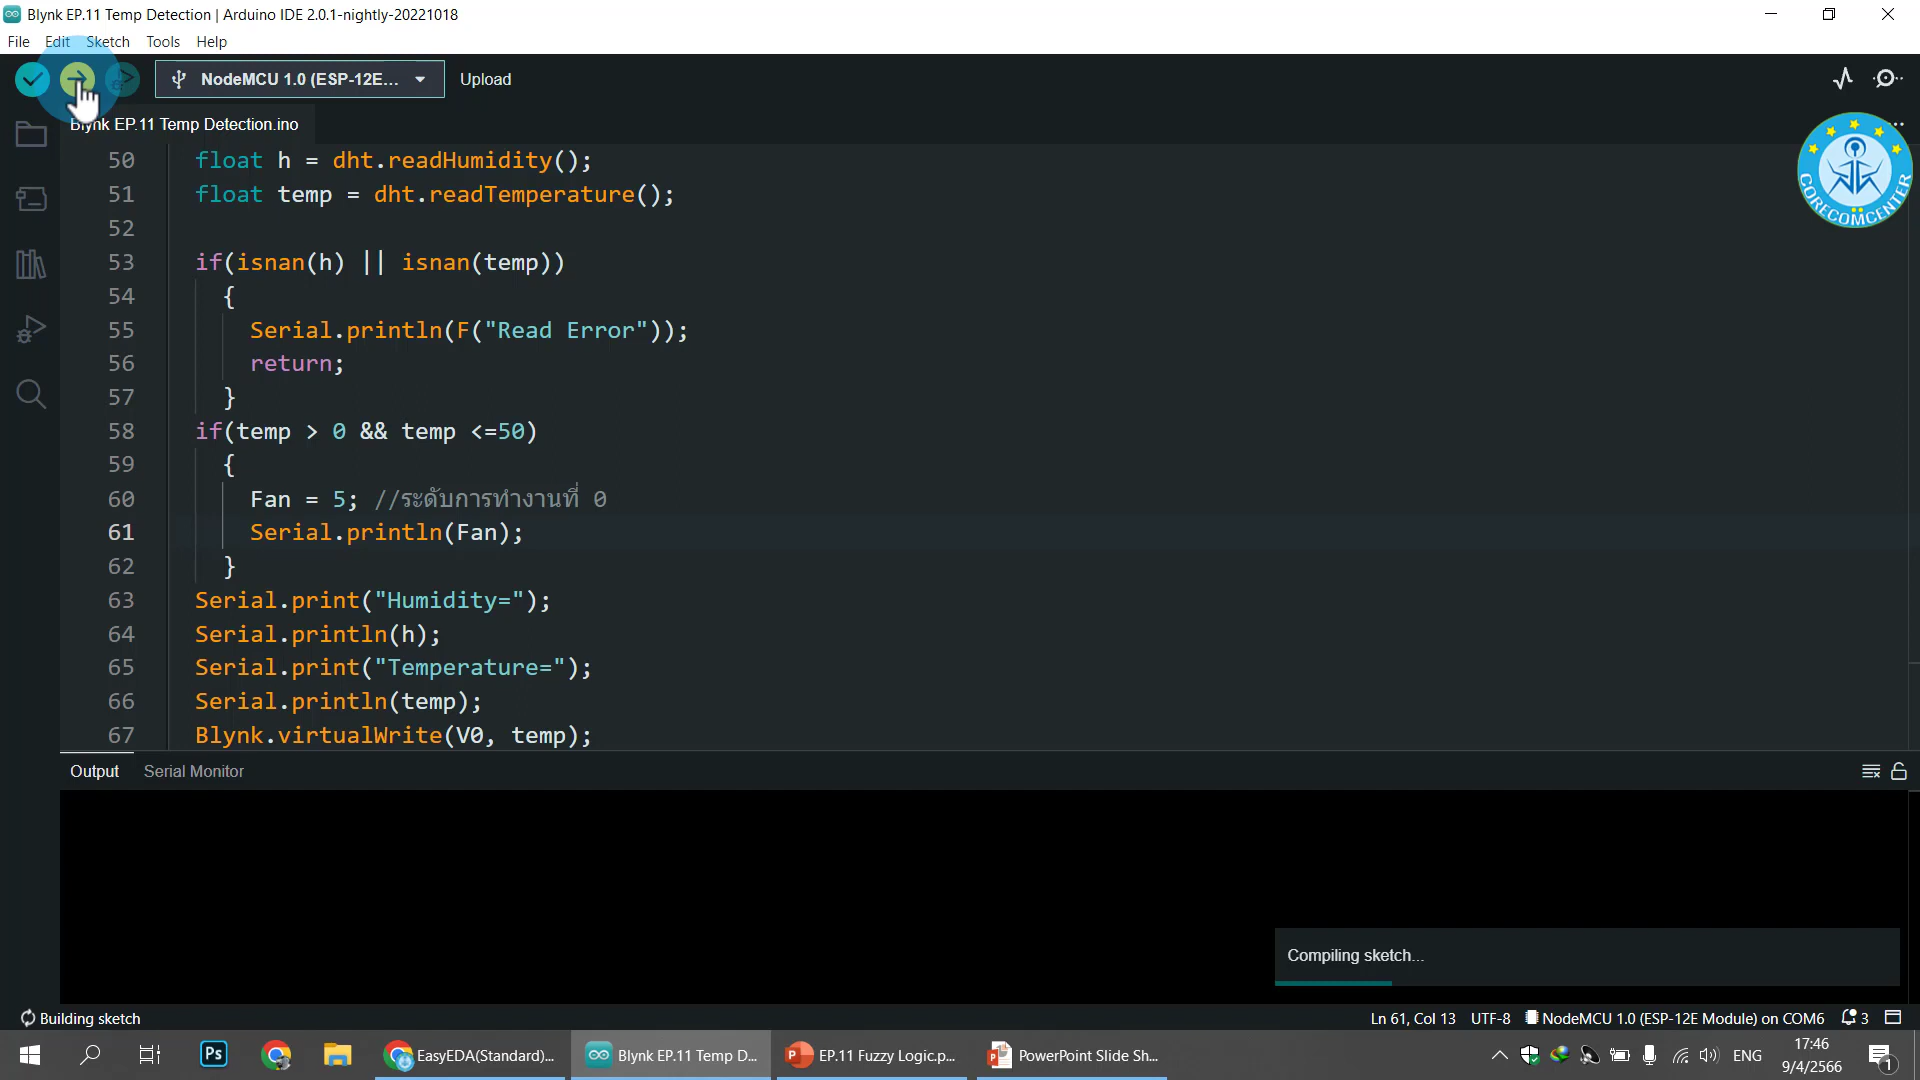 Blynk EP.11 Temp Detection | Arduino IDE 2.0.1-nightly-20221018
File Edit Sketch Tools Help
NodeMCU 1.0 (ESP-12E... Upload
Blynk EP.11 Temp Detection.ino
CORECOMCENTER
50 float h = dht.readHumidity();
51 float temp = dht.readTemperature();
52
53 if(isnan(h) || isnan(temp))
54 {
55 Serial.println(F("Read Error"));
56 return;
57 }
58 if(temp > 0 && temp <=50)
59 {
60 Fan = 5; //ระดับการทำงานที่ 0
61 Serial.println(Fan);
62 }
63 Serial.print("Humidity=");
64 Serial.println(h);
65 Serial.print("Temperature=");
66 Serial.println(temp);
67 Blynk.virtualWrite(V0, temp);
Output Serial Monitor
Compiling sketch...
Building sketch
Ln 61, Col 13 UTF-8 NodeMCU 1.0 (ESP-12E Module) on COM6 3
Ps EasyEDA(Standard)... Blynk EP.11 Temp D... EP.11 Fuzzy Logic.p... PowerPoint Slide Sh... ENG
17:46
9/4/2566
1